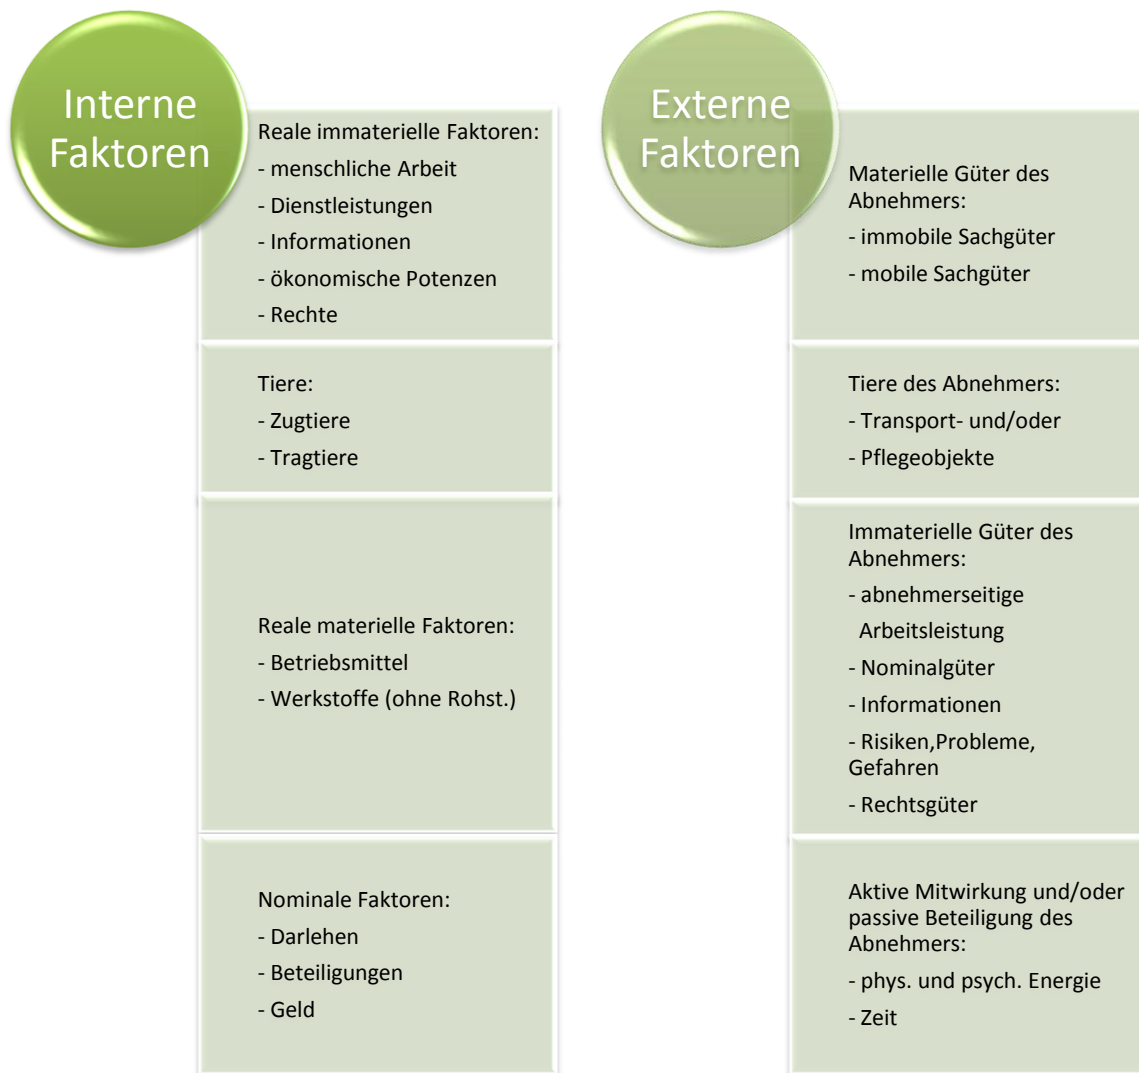 Interne
Faktoren
Reale immaterielle Faktoren:
- menschliche Arbeit
- Dienstleistungen
- Informationen
- ökonomische Potenzen
- Rechte
Tiere:
- Zugtiere
- Tragtiere
Reale materielle Faktoren:
- Betriebsmittel
- Werkstoffe (ohne Rohst.)
Nominale Faktoren:
- Darlehen
- Beteiligungen
- Geld
Externe
Faktoren
Materielle Güter des
Abnehmers:
- immobile Sachgüter
- mobile Sachgüter
Tiere des Abnehmers:
- Transport- und/oder
- Pflegeobjekte
Immaterielle Güter des
Abnehmers:
- abnehmerseitige
Arbeitsleistung
- Nominalgüter
- Informationen
- Risiken,Probleme,
Gefahren
- Rechtsgüter
Aktive Mitwirkung und/oder
passive Beteiligung des
Abnehmers:
- phys. und psych. Energie
- Zeit